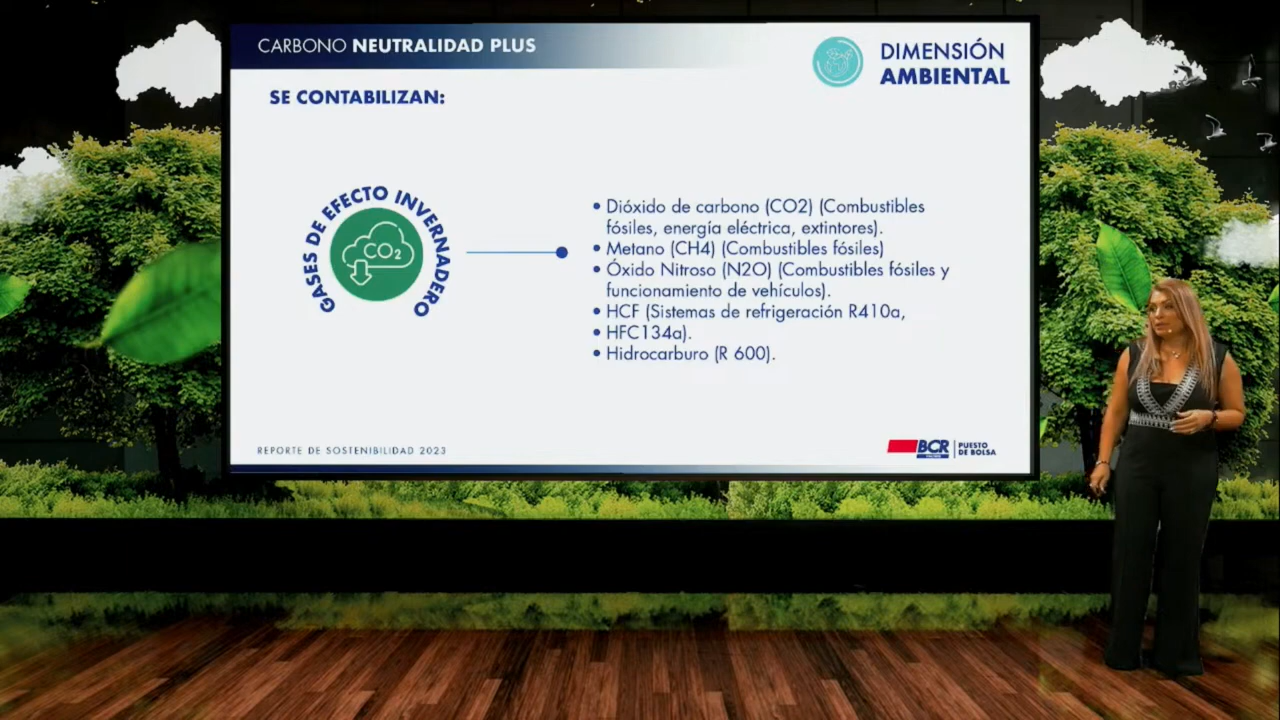 CARBONO NEUTRALIDAD PLUS
DIMENSIÓN
AMBIENTAL
SE CONTABILIZAN:
GASES DE EFECTO INVERNADERO
CO2
• Dióxido de carbono (CO2) (Combustibles
fósiles, energía eléctrica, extintores).
• Metano (CH4) (Combustibles fósiles)
• Óxido Nitroso (N2O) (Combustibles fósiles y
funcionamiento de vehículos).
• HCF (Sistemas de refrigeración R410a,
• HFC134a).
• Hidrocarburo (R 600).
REPORTE DE SOSTENIBILIDAD 2023
BCR
PUESTO
DE BOLSA